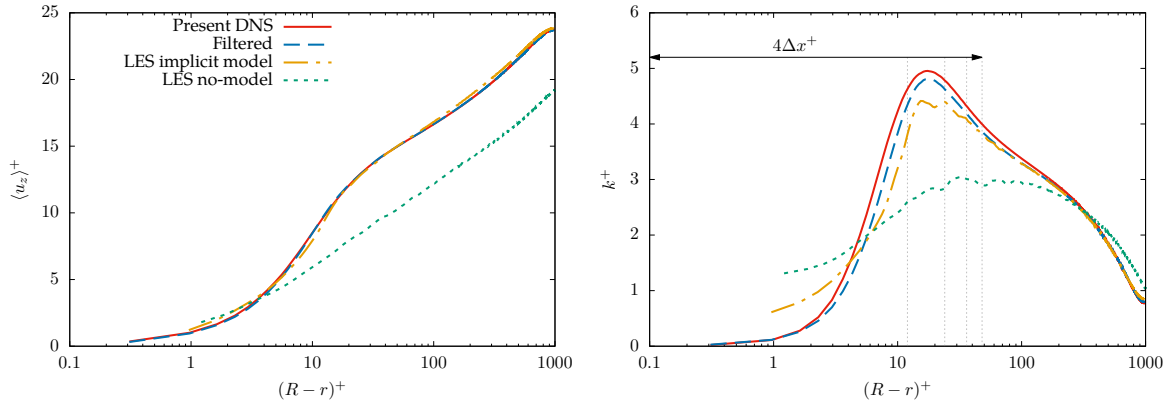 25
20
15
10
5
0
0.1 1 10 100 1000
⟨u_z⟩⁺
(R − r)⁺
Present DNS
Filtered
LES implicit model
LES no-model
6
5
4
3
2
1
0
0.1 1 10 100 1000
k⁺
(R − r)⁺
4Δx⁺